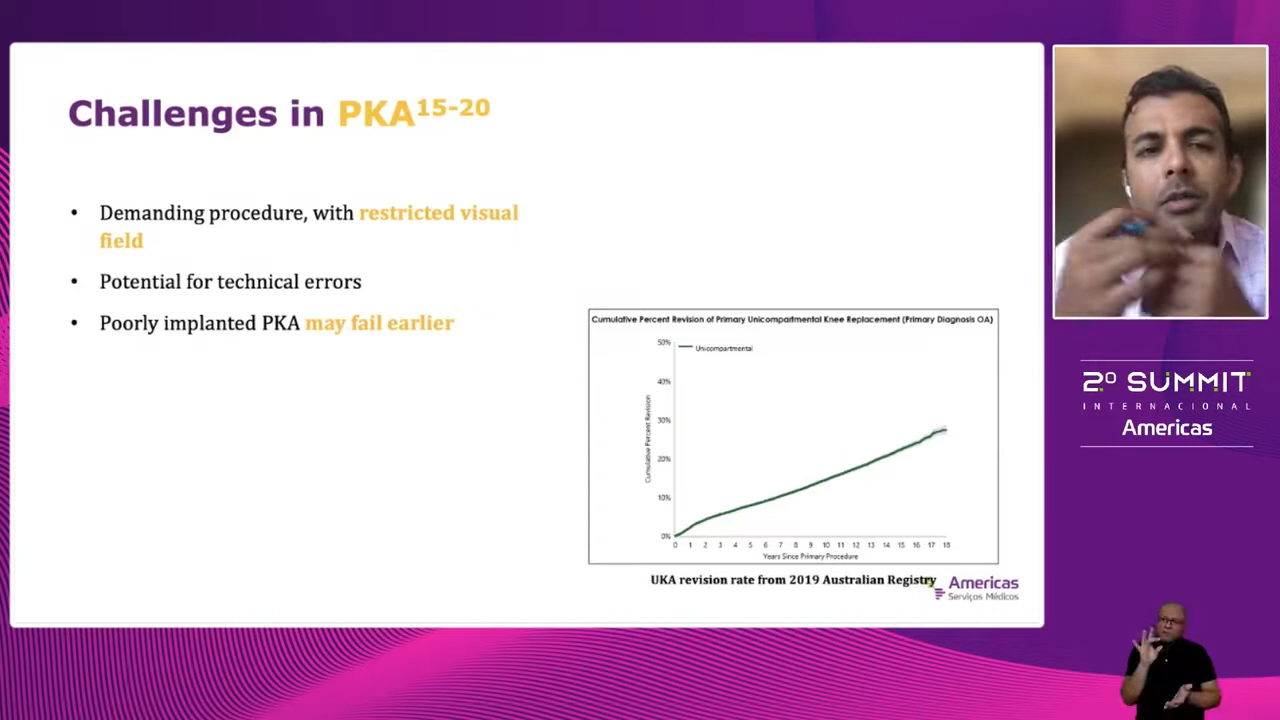 Challenges in PKA15-20
• Demanding procedure, with restricted visual
field
• Potential for technical errors
• Poorly implanted PKA may fail earlier
Cumulative Percent Revision of Primary Unicompartmental Knee Replacement (Primary Diagnosis OA)
Unicompartmental
50%
40%
30%
20%
10%
0%
Cumulative Percent Revision
0 1 2 3 4 5 6 7 8 9 10 11 12 13 14 15 16 17 18
Years Since Primary Procedure
UKA revision rate from 2019 Australian Registry
Americas
Serviços Médicos
2º SUMMIT
INTERNACIONAL
Americas